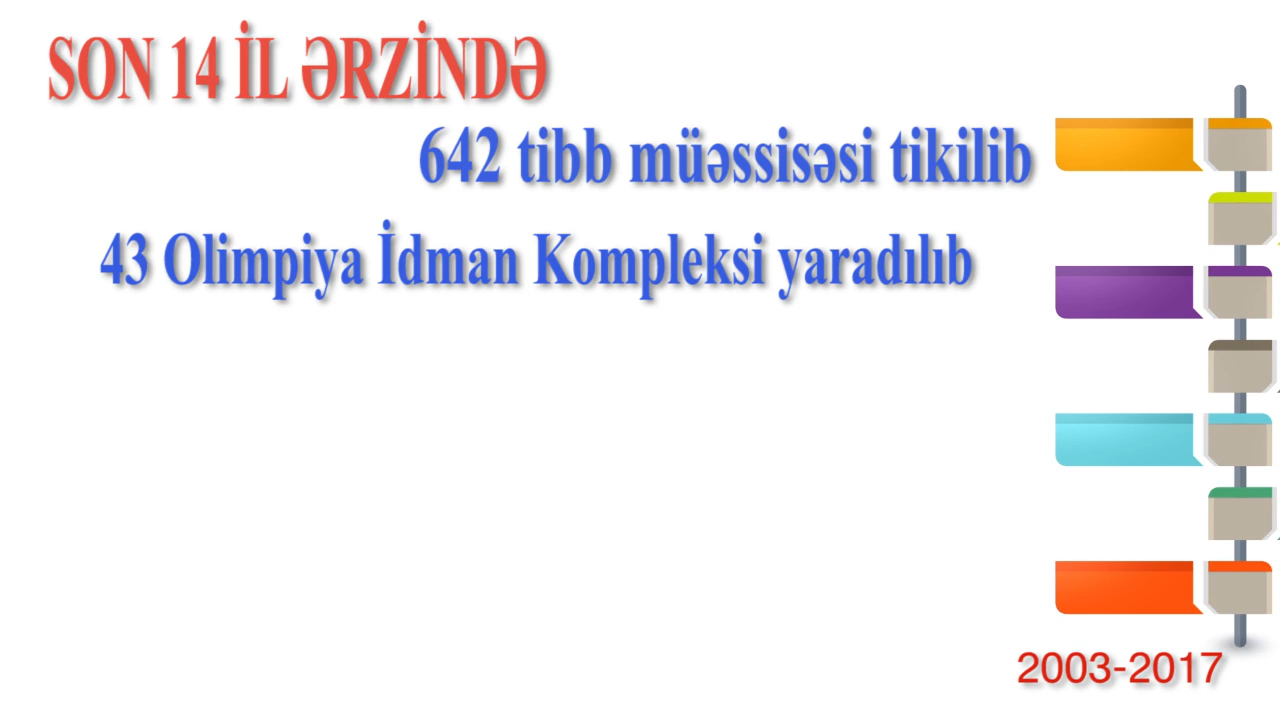 SON 14 İL ƏRZİNDƏ
642 tibb müəssisəsi tikilib
43 Olimpiya İdman Kompleksi yaradılıb
2003-2017